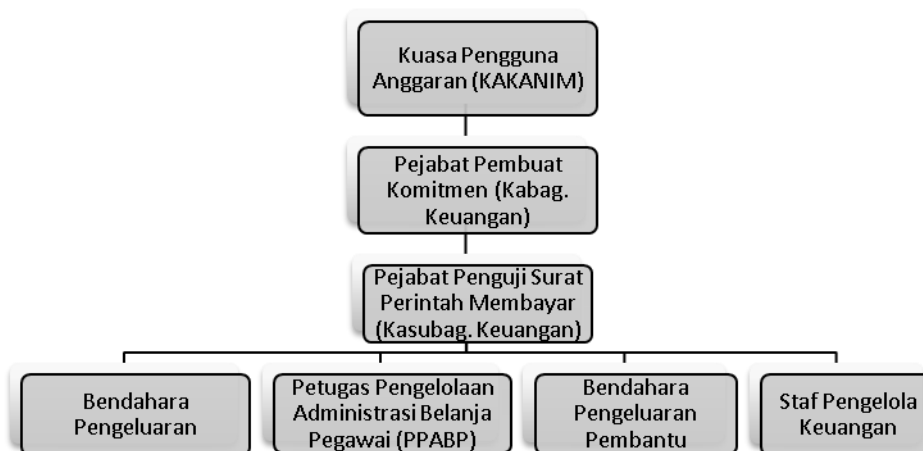 Kuasa Pengguna
Anggaran (KAKANIM)
Pejabat Pembuat
Komitmen (Kabag.
Keuangan)
Pejabat Penguji Surat
Perintah Membayar
(Kasubag. Keuangan)
Bendahara
Pengeluaran
Petugas Pengelolaan
Administrasi Belanja
Pegawai (PPABP)
Bendahara
Pengeluaran
Pembantu
Staf Pengelola
Keuangan